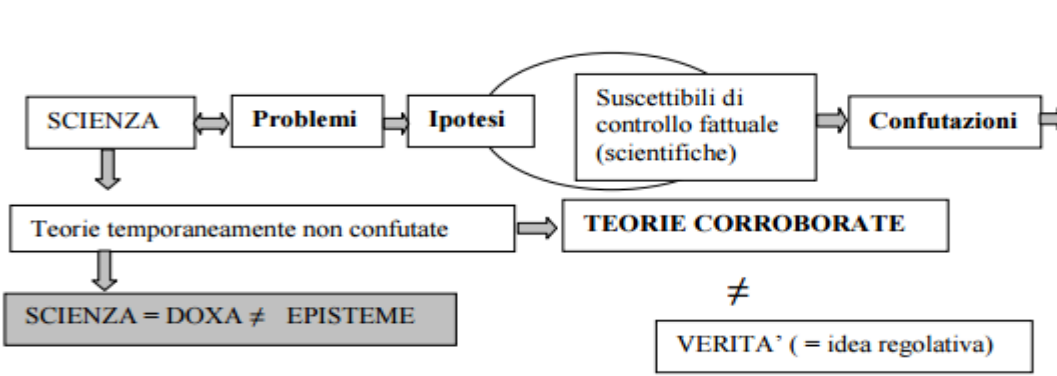 SCIENZA
Problemi
Ipotesi
Suscettibili di
controllo fattuale
(scientifiche)
Confutazioni
Teorie temporaneamente non confutate
TEORIE CORROBORATE
≠
SCIENZA = DOXA ≠ EPISTEME
VERITA’ ( = idea regolativa)